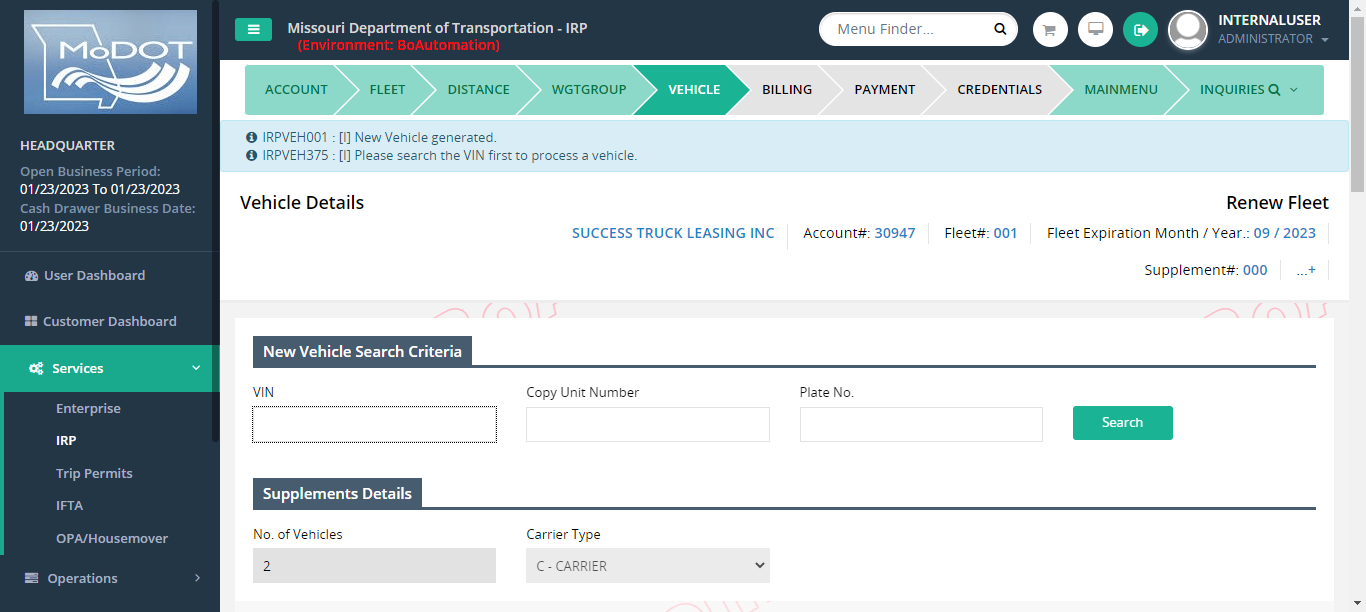 MoDOT
HEADQUARTER
Open Business Period:
01/23/2023 To 01/23/2023
Cash Drawer Business Date:
01/23/2023
User Dashboard
Customer Dashboard
Services
Enterprise
IRP
Trip Permits
IFTA
OPA/Housemover
Operations
Missouri Department of Transportation - IRP
(Environment: BoAutomation)
Menu Finder...
INTERNALUSER
ADMINISTRATOR
ACCOUNT FLEET DISTANCE WGTGROUP VEHICLE BILLING PAYMENT CREDENTIALS MAINMENU INQUIRIES
IRPVEH001 : [I] New Vehicle generated.
IRPVEH375 : [I] Please search the VIN first to process a vehicle.
Vehicle Details Renew Fleet
SUCCESS TRUCK LEASING INC Account#: 30947 Fleet#: 001 Fleet Expiration Month / Year.: 09 / 2023
Supplement#: 000 ...+
New Vehicle Search Criteria
VIN Copy Unit Number Plate No.
Search
Supplements Details
No. of Vehicles Carrier Type
2 C - CARRIER